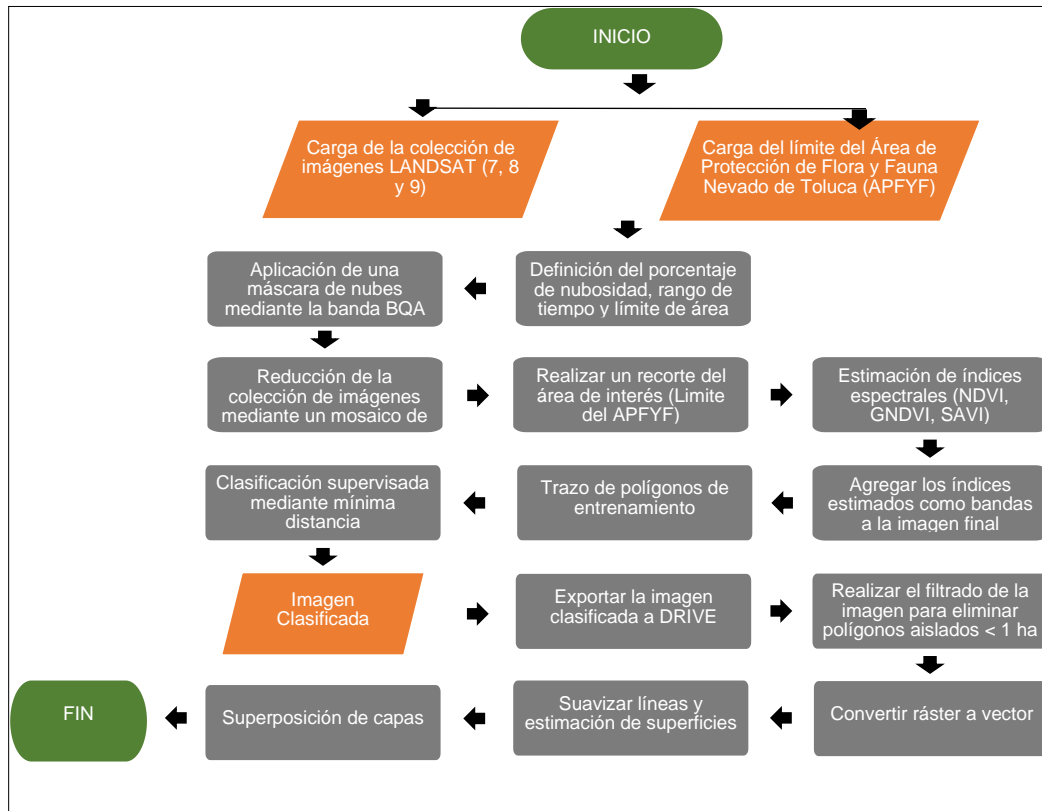 INICIO
Carga de la colección de
imágenes LANDSAT (7, 8
y 9)
Carga del límite del Área de
Protección de Flora y Fauna
Nevado de Toluca (APFYF)
Definición del porcentaje
de nubosidad, rango de
tiempo y límite de área
Aplicación de una
máscara de nubes
mediante la banda BQA
Reducción de la
colección de imágenes
mediante un mosaico de
Realizar un recorte del
área de interés (Limite
del APFYF)
Estimación de índices
espectrales (NDVI,
GNDVI, SAVI)
Agregar los índices
estimados como bandas
a la imagen final
Trazo de polígonos de
entrenamiento
Clasificación supervisada
mediante mínima
distancia
Imagen
Clasificada
Exportar la imagen
clasificada a DRIVE
Realizar el filtrado de la
imagen para eliminar
polígonos aislados < 1 ha
Convertir ráster a vector
Suavizar líneas y
estimación de superficies
Superposición de capas
FIN